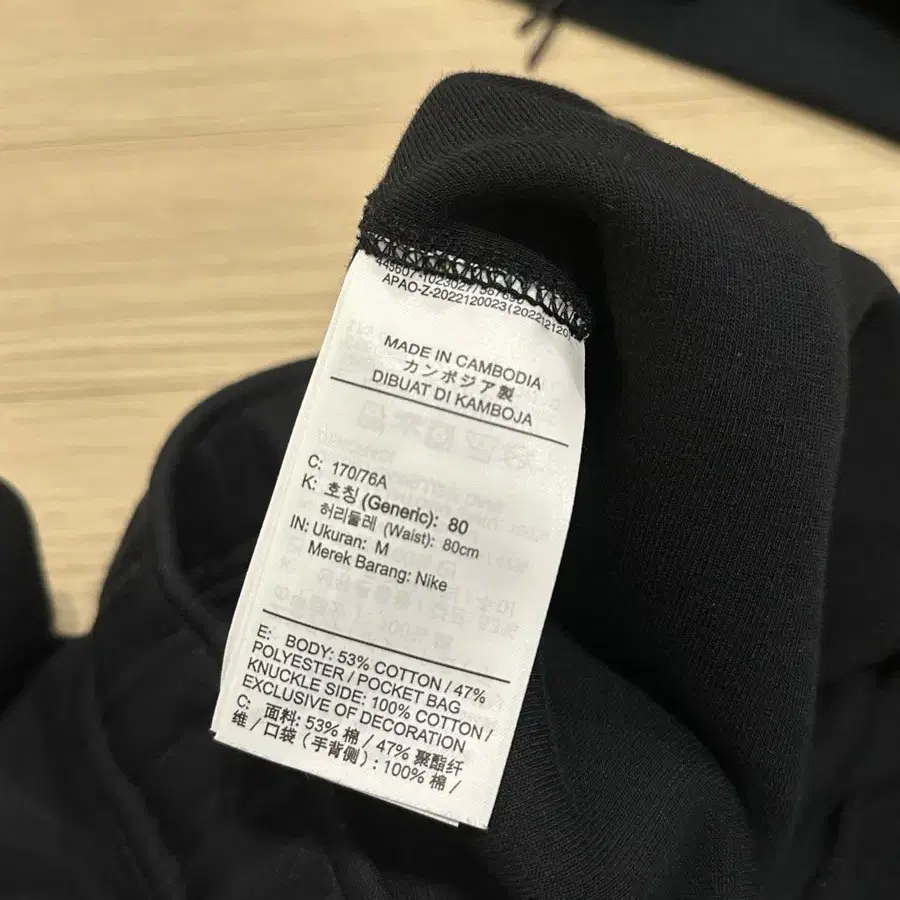 APAO-Z-2022120023(20221212
MADE IN CAMBODIA
カンボジア製
DIBUAT DI KAMBOJA
C: 170/76A
K: 호칭 (Generic): 80
허리둘레 (Waist): 80cm
IN: Ukuran: M
Merek Barang: Nike
E: BODY: 53% COTTON / 47%
POLYESTER / POCKET BAG
KNUCKLE SIDE: 100% COTTON /
EXCLUSIVE OF DECORATION
C: 面料: 53% 棉 / 47% 聚酯纤
维 / 口袋 ( 手背侧 ) : 100% 棉 /